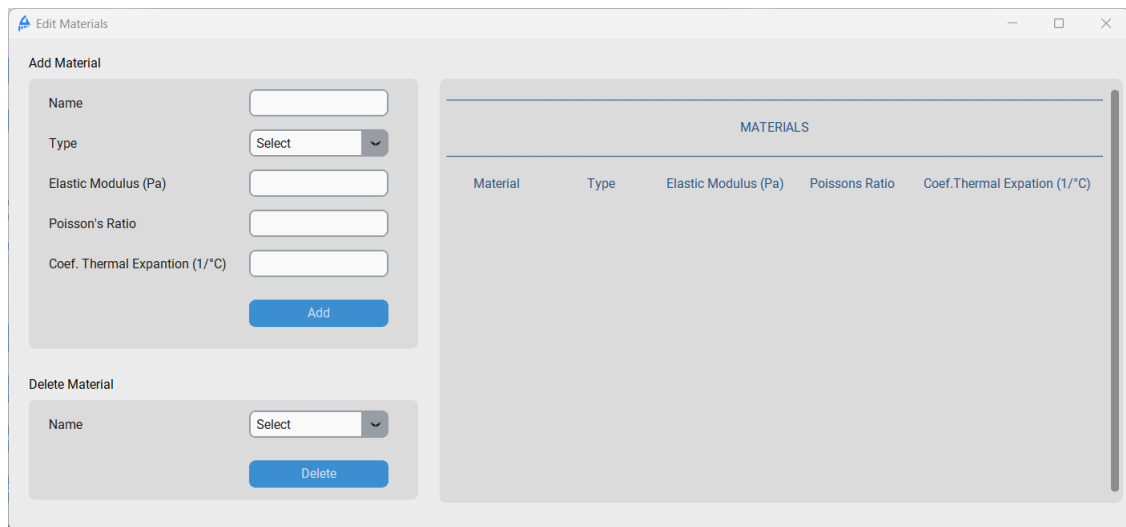 Edit Materials
Add Material
Name
Type
Select
Elastic Modulus (Pa)
Poisson's Ratio
Coef. Thermal Expantion (1/°C)
Add
Delete Material
Name
Select
Delete
MATERIALS
Material Type Elastic Modulus (Pa) Poissons Ratio Coef.Thermal Expation (1/°C)